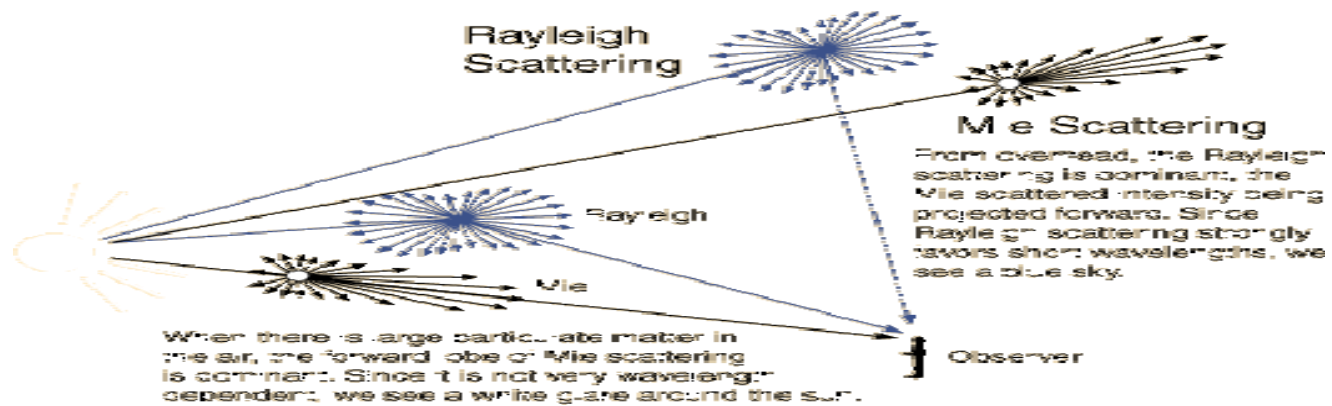 Rayleigh
Scattering
Mie Scattering
From overhead, the Rayleigh
scattering is dominant, the
Mie scattered intensity being
projected forward. Since
Rayleigh scattering strongly
favors short wavelengths, we
see a blue sky.
Rayleigh
Mie
When there is large particulate matter in
the air, the forward lobe of Mie scattering
is dominant. Since it is not very wavelength
dependent, we see a white glare around the sun.
Observer